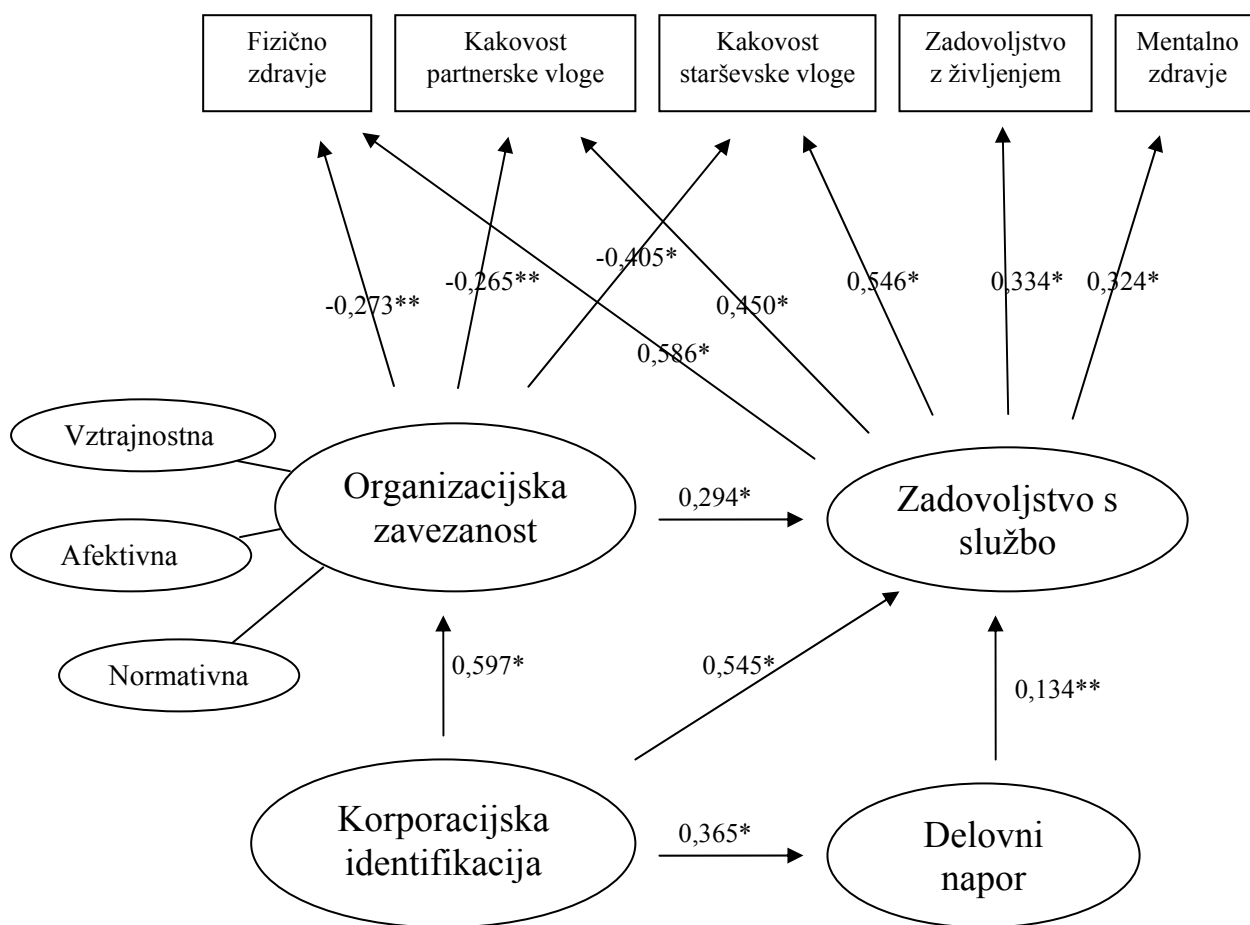 Fizično
zdravje
Kakovost
partnerske vloge
Kakovost
starševske vloge
Zadovoljstvo
z življenjem
Mentalno
zdravje
-0,273**
-0,265**
-0,405*
0,586*
0,450*
0,546*
0,334*
0,324*
Vztrajnostna
Afektivna
Normativna
Organizacijska
zavezanost
0,294*
Zadovoljstvo s
službo
0,597*
0,545*
0,134**
Korporacijska
identifikacija
0,365*
Delovni
napor